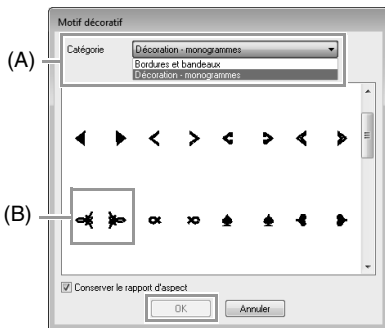 Motif décoratif
(A)
Catégorie
Décoration - monogrammes
Bordures et bandeaux
Décoration - monogrammes
(B)
Conserver le rapport d'aspect
OK
Annuler